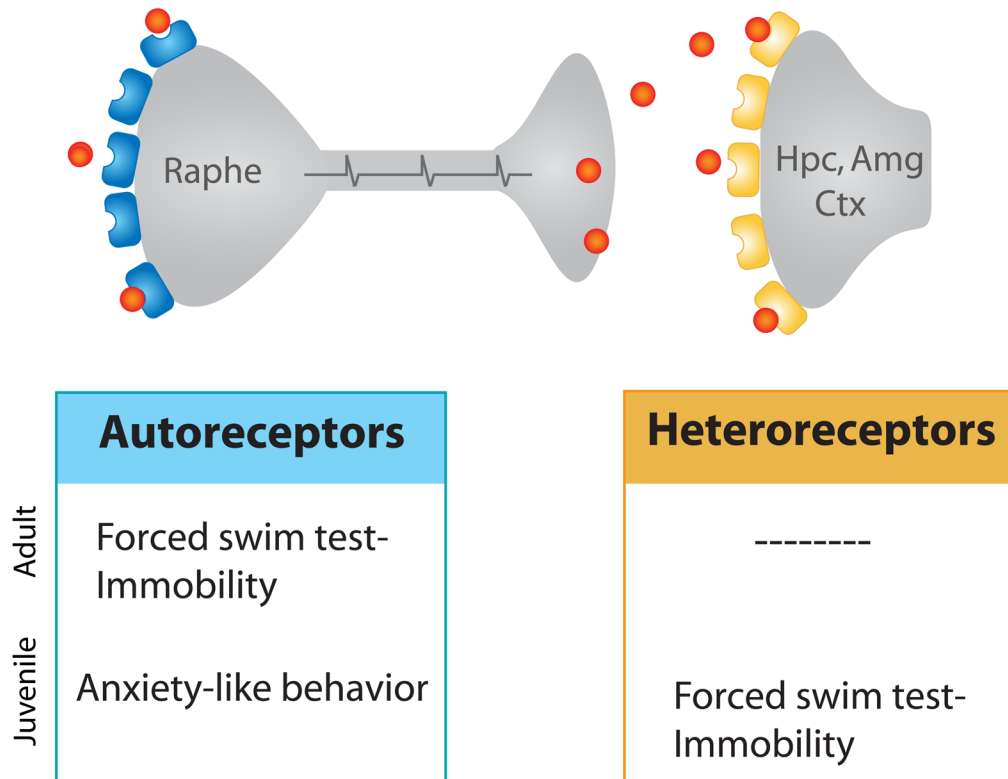 Raphe
Hpc, Amg
Ctx
Autoreceptors
Heteroreceptors
Adult
Forced swim test-
Immobility
--------
Juvenile
Anxiety-like behavior
Forced swim test-
Immobility